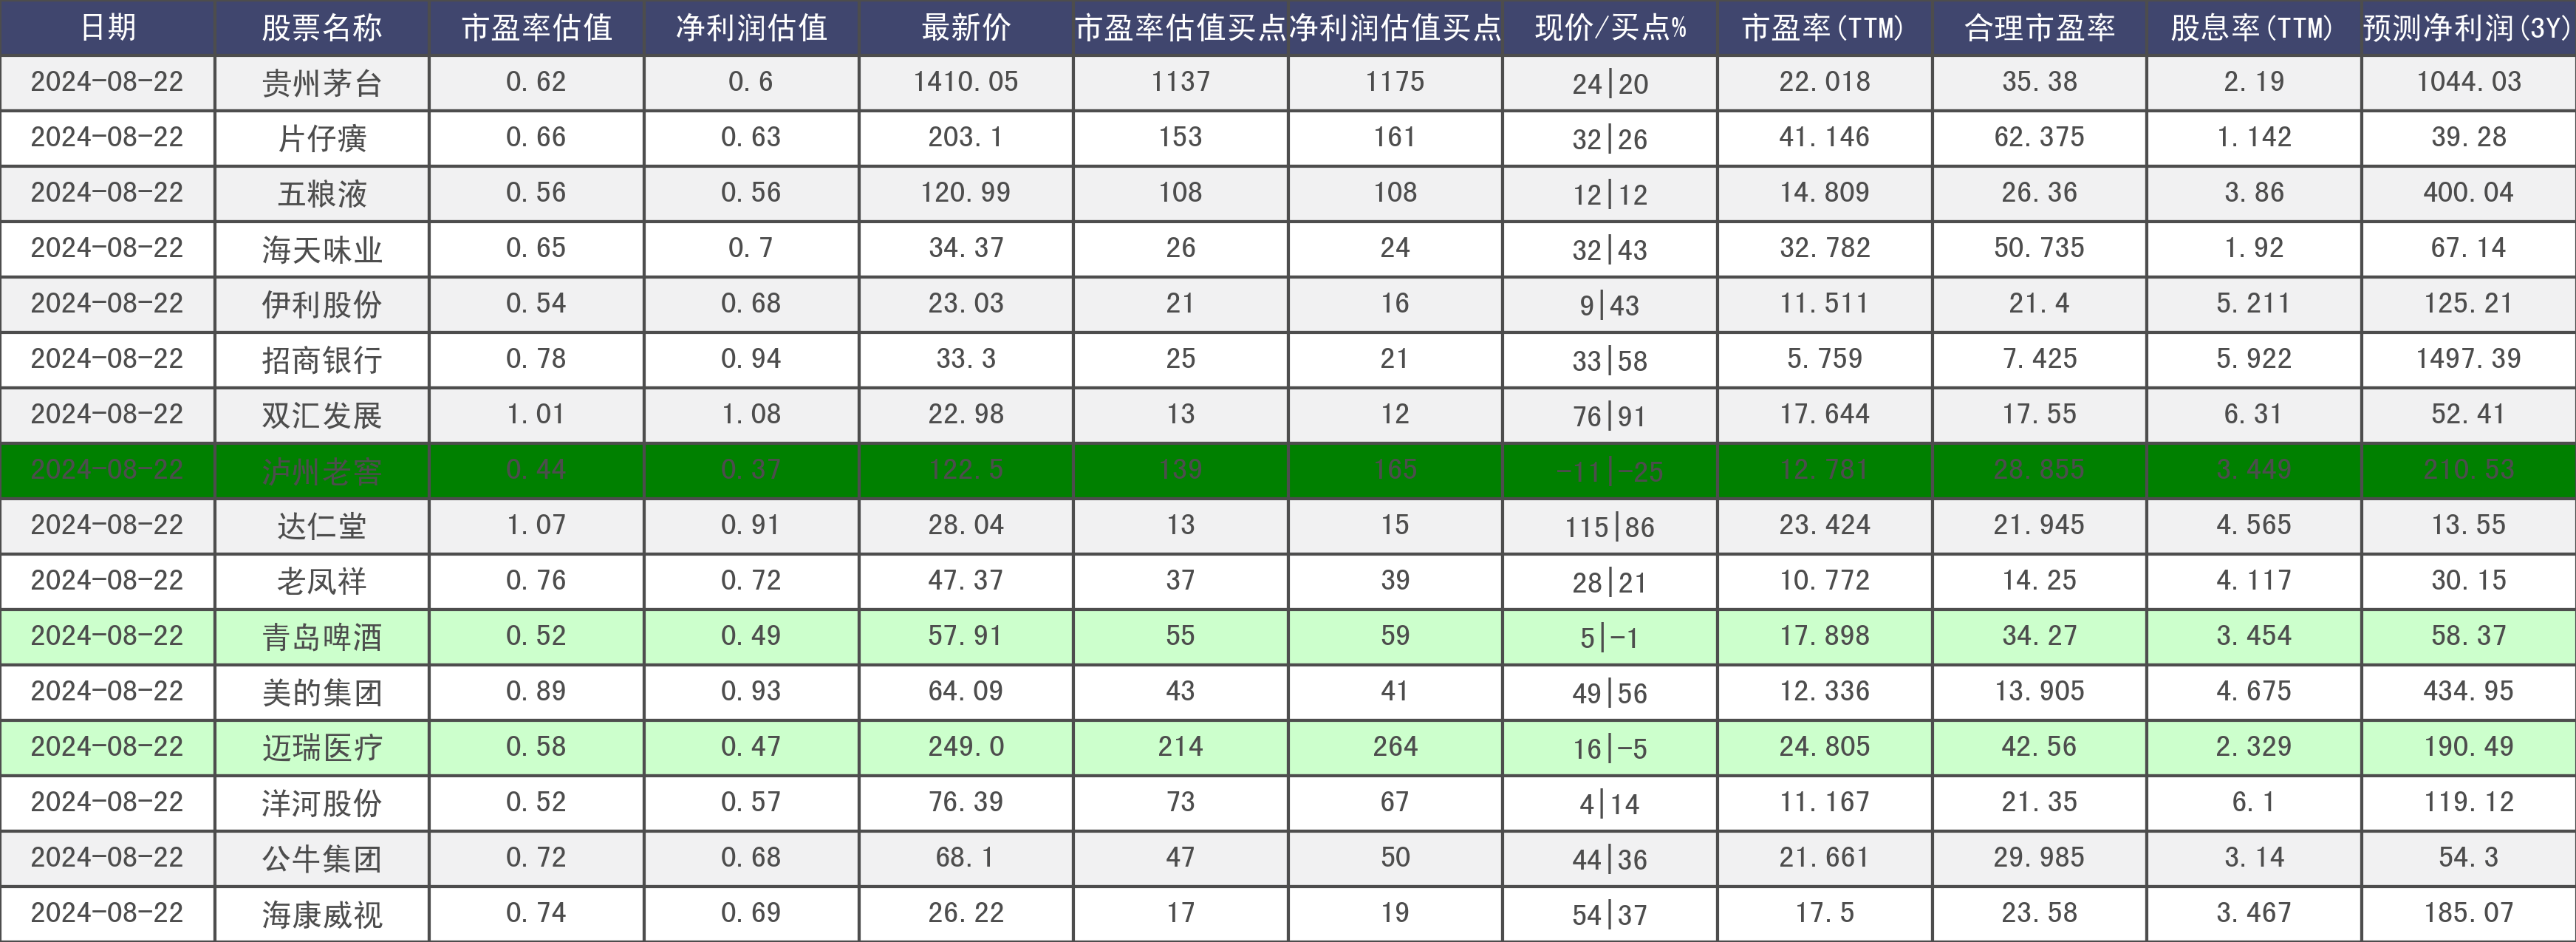 日期 股票名称 市盈率估值 净利润估值 最新价 市盈率估值买点 净利润估值买点 现价/买点% 市盈率(TTM) 合理市盈率 股息率(TTM) 预测净利润(3Y)
2024-08-22 贵州茅台 0.62 0.6 1410.05 1137 1175 24|20 22.018 35.38 2.19 1044.03
2024-08-22 片仔癀 0.66 0.63 203.1 153 161 32|26 41.146 62.375 1.142 39.28
2024-08-22 五粮液 0.56 0.56 120.99 108 108 12|12 14.809 26.36 3.86 400.04
2024-08-22 海天味业 0.65 0.7 34.37 26 24 32|43 32.782 50.735 1.92 67.14
2024-08-22 伊利股份 0.54 0.68 23.03 21 16 9|43 11.511 21.4 5.211 125.21
2024-08-22 招商银行 0.78 0.94 33.3 25 21 33|58 5.759 7.425 5.922 1497.39
2024-08-22 双汇发展 1.01 1.08 22.98 13 12 76|91 17.644 17.55 6.31 52.41
2024-08-22 泸州老窖 0.44 0.37 122.5 139 165 -11|-25 12.781 28.855 3.449 210.53
2024-08-22 达仁堂 1.07 0.91 28.04 13 15 115|86 23.424 21.945 4.565 13.55
2024-08-22 老凤祥 0.76 0.72 47.37 37 39 28|21 10.772 14.25 4.117 30.15
2024-08-22 青岛啤酒 0.52 0.49 57.91 55 59 5|-1 17.898 34.27 3.454 58.37
2024-08-22 美的集团 0.89 0.93 64.09 43 41 49|56 12.336 13.905 4.675 434.95
2024-08-22 迈瑞医疗 0.58 0.47 249.0 214 264 16|-5 24.805 42.56 2.329 190.49
2024-08-22 洋河股份 0.52 0.57 76.39 73 67 4|14 11.167 21.35 6.1 119.12
2024-08-22 公牛集团 0.72 0.68 68.1 47 50 44|36 21.661 29.985 3.14 54.3
2024-08-22 海康威视 0.74 0.69 26.22 17 19 54|37 17.5 23.58 3.467 185.07